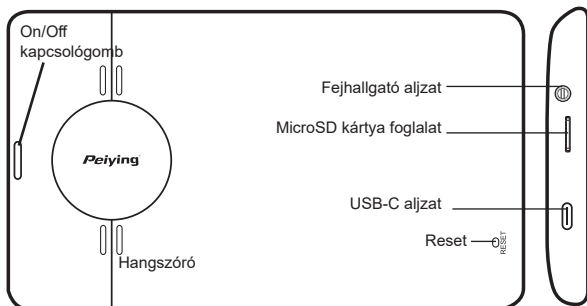 On/Off
kapcsológomb
Fejhallgató aljzat
MicroSD kártya foglalat
Peiying
USB-C aljzat
Reset
RESET
Hangszóró